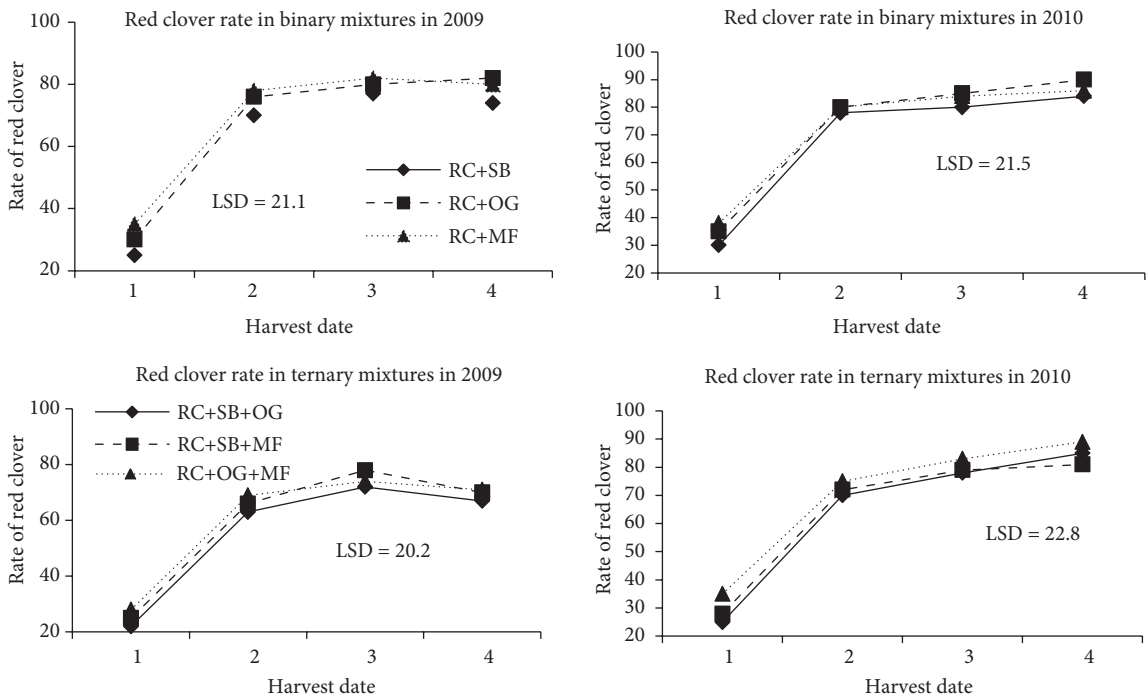 Red clover rate in binary mixtures in 2009
Rate of red clover
100
80
60
40
20
LSD = 21.1
RC+SB
RC+OG
RC+MF
1 2 3 4
Harvest date
Red clover rate in binary mixtures in 2010
Rate of red clover
100
90
80
70
60
50
40
30
20
LSD = 21.5
1 2 3 4
Harvest date
Red clover rate in ternary mixtures in 2009
Rate of red clover
100
80
60
40
20
RC+SB+OG
RC+SB+MF
RC+OG+MF
LSD = 20.2
1 2 3 4
Harvest date
Red clover rate in ternary mixtures in 2010
Rate of red clover
100
90
80
70
60
50
40
30
20
LSD = 22.8
1 2 3 4
Harvest date